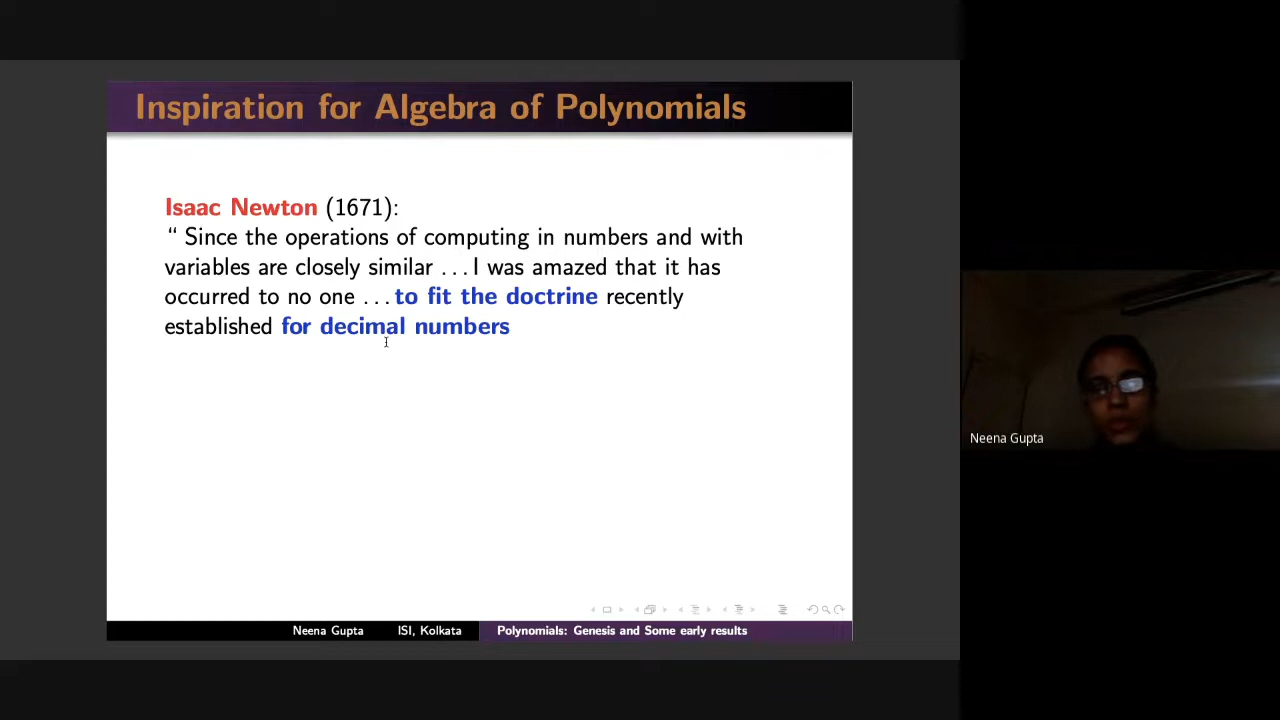 Inspiration for Algebra of Polynomials
Isaac Newton (1671):
“ Since the operations of computing in numbers and with
variables are closely similar ...I was amazed that it has
occurred to no one ...to fit the doctrine recently
established for decimal numbers
Neena Gupta
Neena Gupta ISI, Kolkata Polynomials: Genesis and Some early results